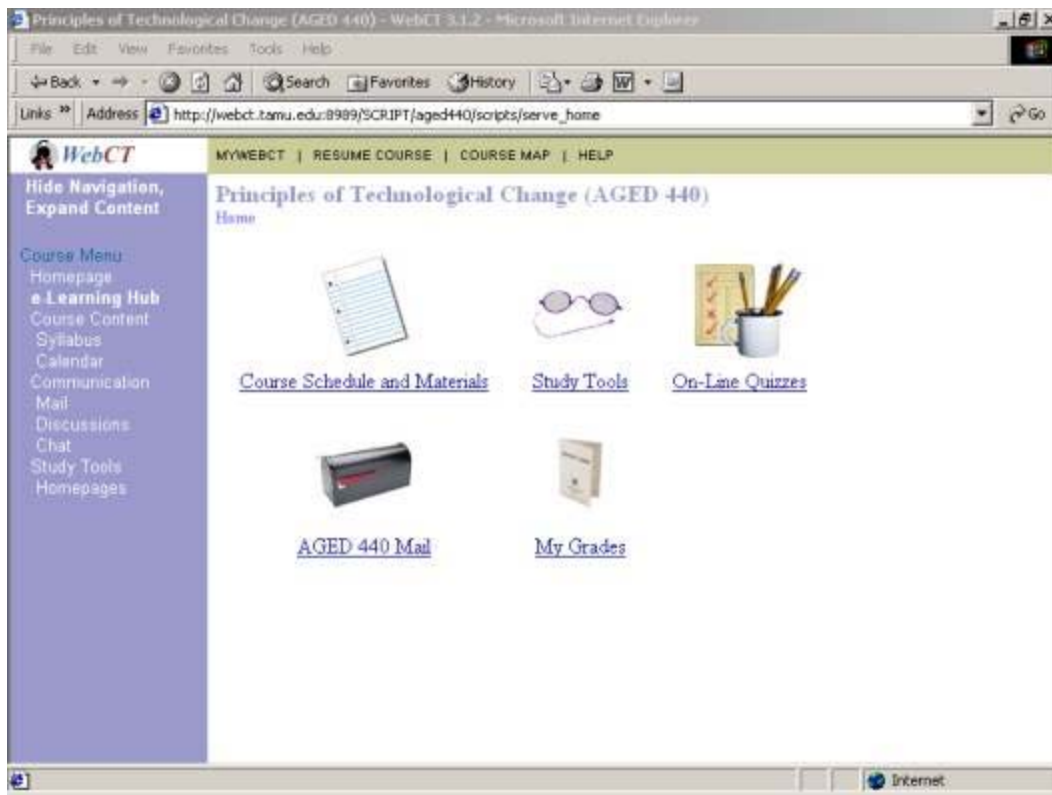 Principles of Technological Change (AGED 440) - WebCT 3.1.2 - Microsoft Internet Explorer
File Edit View Favorites Tools Help
Back Search Favorites History
Links » Address http://webct.tamu.edu:8989/SCRIPT/aged440/scripts/serve_home Go
WebCT MYWEBCT | RESUME COURSE | COURSE MAP | HELP
Hide Navigation,
Expand Content
Principles of Technological Change (AGED 440)
Home
Course Menu
Homepage
e-Learning Hub
Course Content
Syllabus
Calendar
Communication
Mail
Discussions
Chat
Study Tools
Homepages
Course Schedule and Materials Study Tools On-Line Quizzes
AGED 440 Mail My Grades
Internet